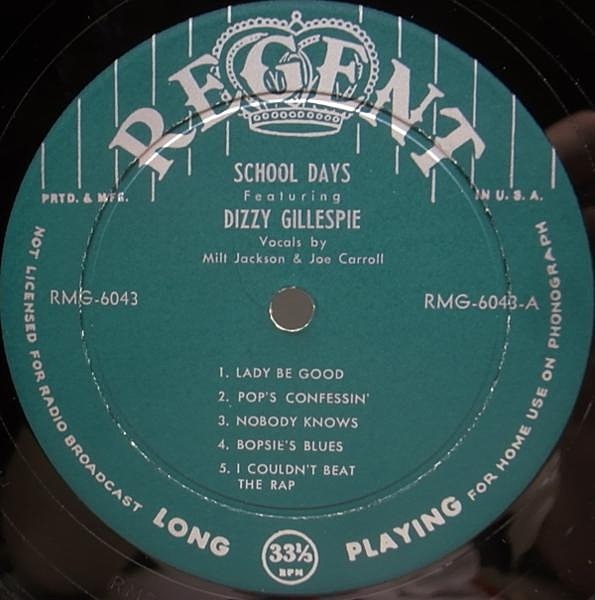 REGENT
PRTD. & MFG. IN U. S. A.
SCHOOL DAYS
Featuring
DIZZY GILLESPIE
Vocals by
Milt Jackson & Joe Carroll
RMG-6043
RMG-6043-A
1. LADY BE GOOD
2. POP'S CONFESSIN'
3. NOBODY KNOWS
4. BOPSIE'S BLUES
5. I COULDN'T BEAT
THE RAP
NOT LICENSED FOR RADIO BROADCAST
LONG
33⅓
RPM
PLAYING
FOR HOME USE ON PHONOGRAPH